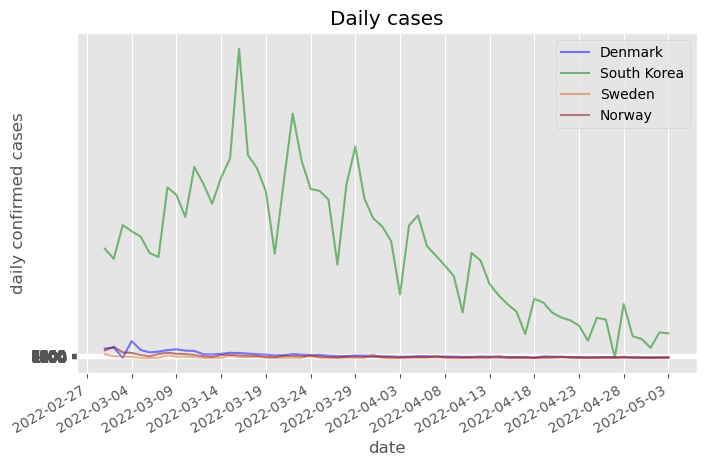 Daily cases
Denmark
South Korea
Sweden
Norway
daily confirmed cases
2022-02-27
2022-03-04
2022-03-09
2022-03-14
2022-03-19
2022-03-24
2022-03-29
2022-04-04
2022-04-08
2022-04-13
2022-04-18
2022-04-23
2022-04-28
2022-05-03
date